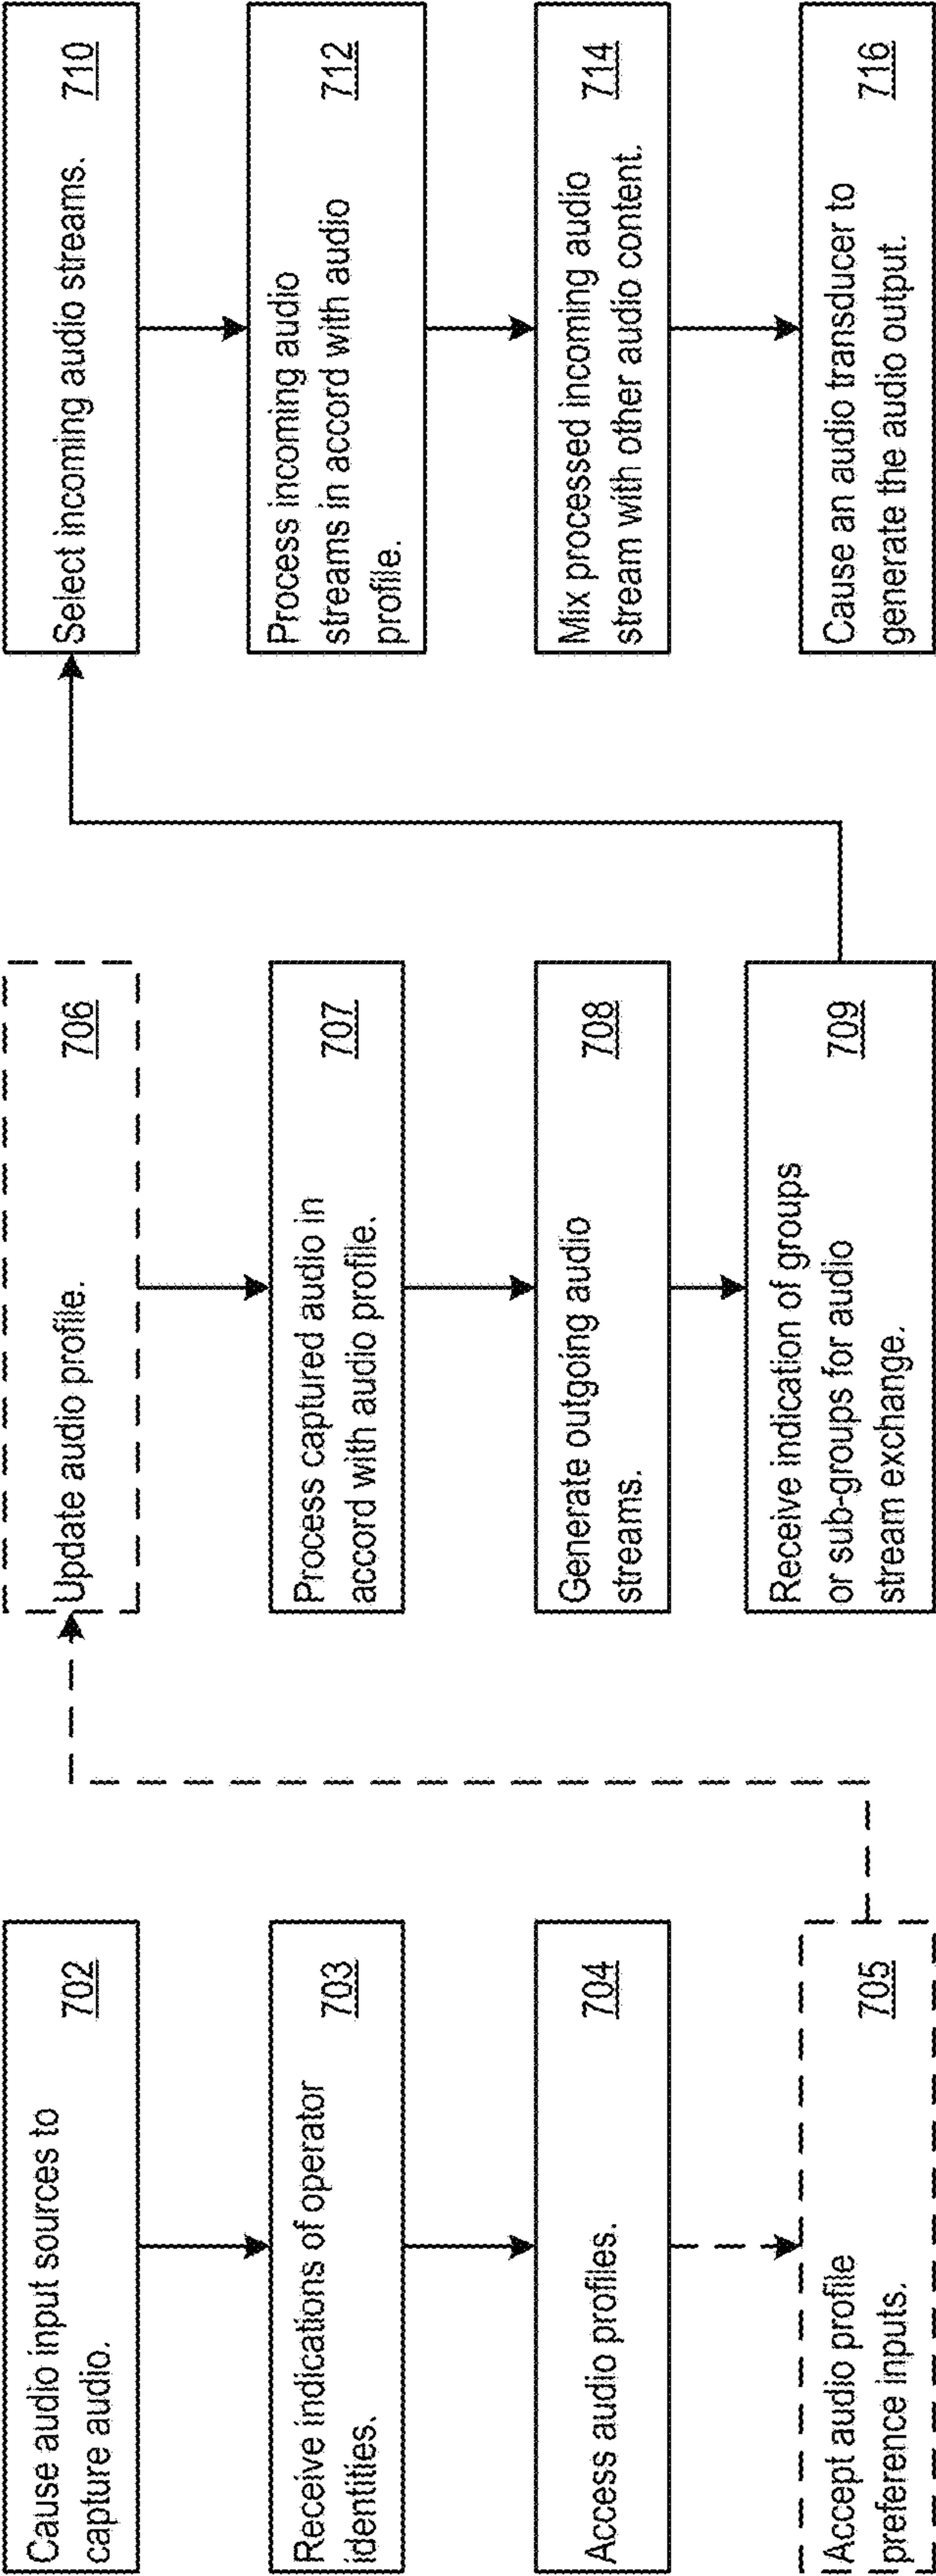 Cause audio input sources to
capture audio.
702
Receive indications of operator
identities.
703
Access audio profiles.
704
Accept audio profile
preference inputs.
705
Update audio profile.
706
Process captured audio in
accord with audio profile.
707
Generate outgoing audio
streams.
708
Receive indication of groups
or sub-groups for audio
stream exchange.
709
Select incoming audio streams.
710
Process incoming audio
streams in accord with audio
profile.
712
Mix processed incoming audio
stream with other audio content.
714
Cause an audio transducer to
generate the audio output.
716